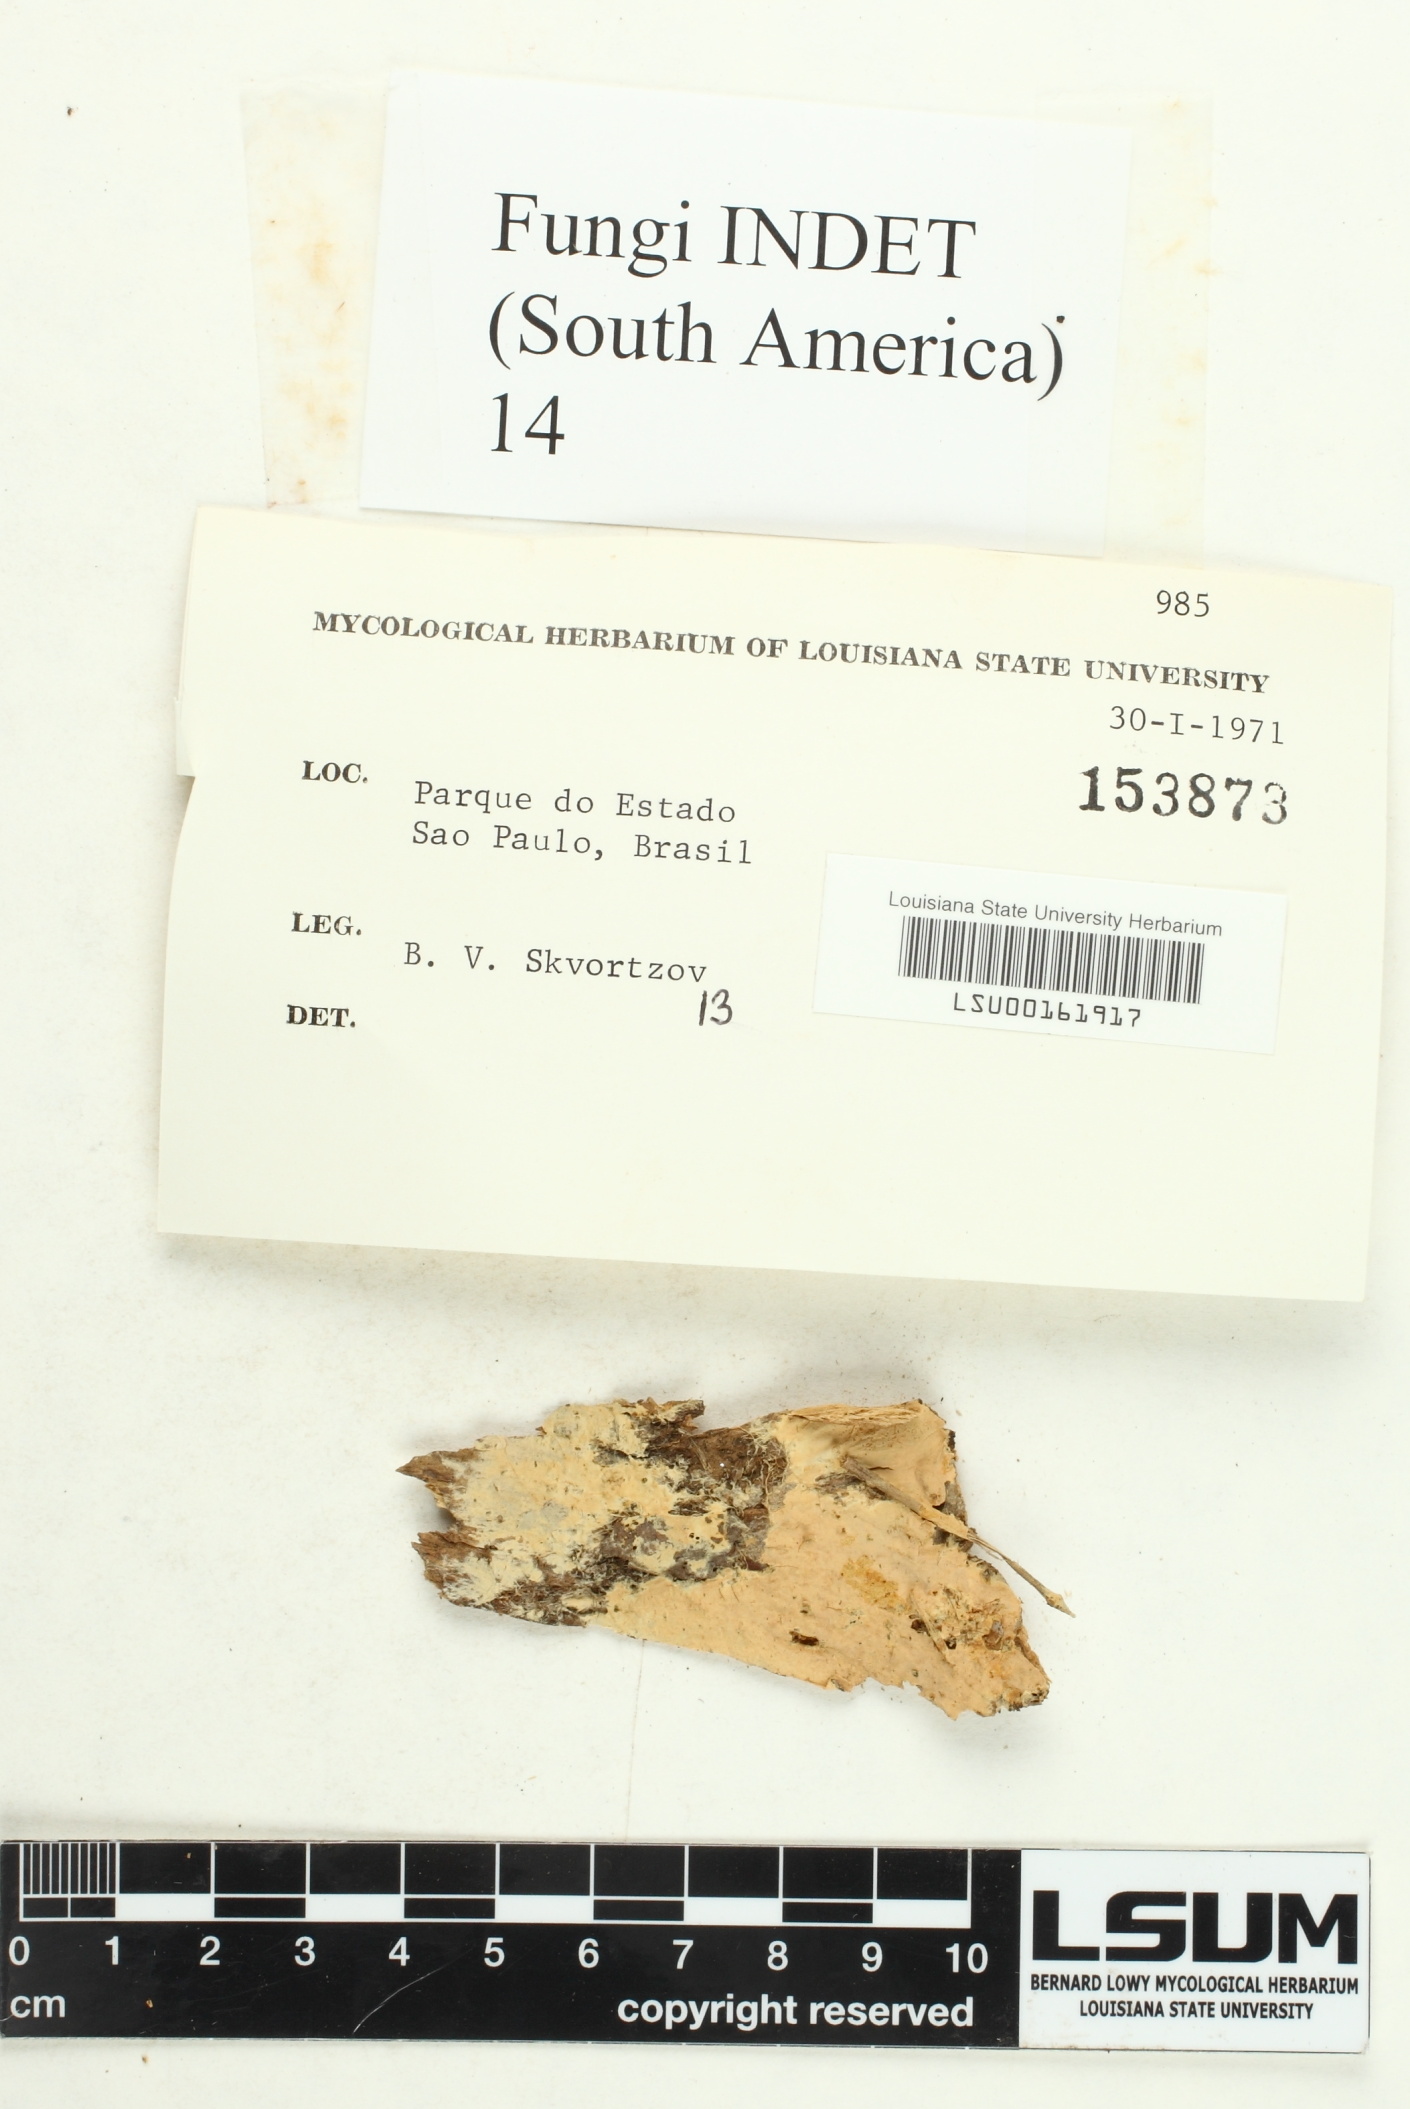 Fungi INDET
(South America)
14
985
MYCOLOGICAL HERBARIUM OF LOUISIANA STATE UNIVERSITY
30-I-1971
153873
LOC. Parque do Estado
Sao Paulo, Brasil
Louisiana State University Herbarium
LSU00161917
LEG. B. V. Skvortzov
13
DET.
0 1 2 3 4 5 6 7 8 9 10
cm
copyright reserved
LSUM
BERNARD LOWY MYCOLOGICAL HERBARIUM
LOUISIANA STATE UNIVERSITY